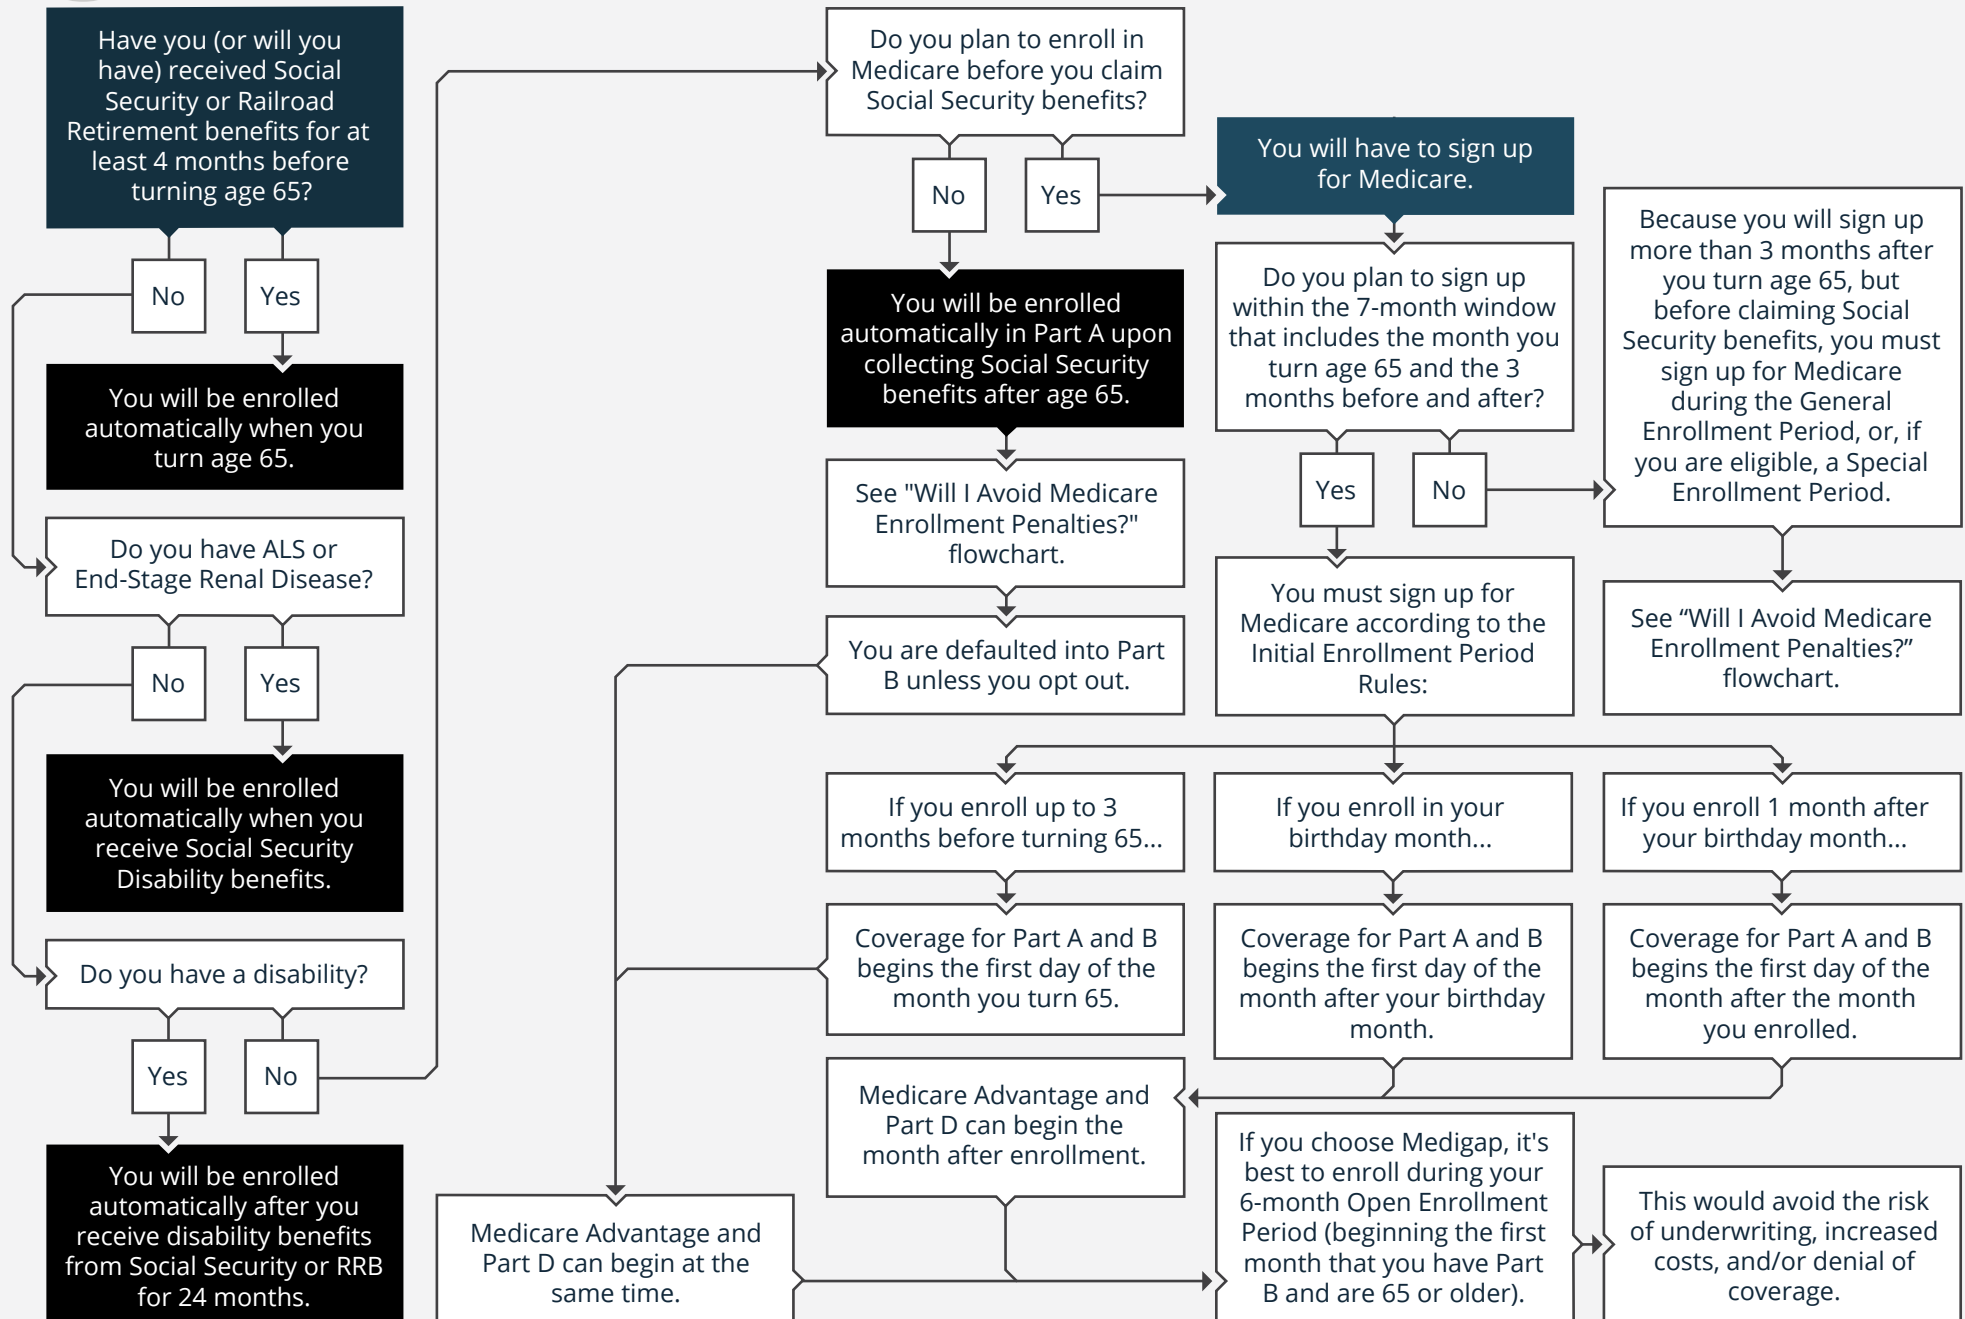 Have you (or will you
have) received Social
Security or Railroad
Retirement benefits for at
least 4 months before
turning age 65?
No
Yes
You will be enrolled
automatically when you
turn age 65.
Do you have ALS or
End-Stage Renal Disease?
No
Yes
You will be enrolled
automatically when you
receive Social Security
Disability benefits.
Do you have a disability?
Yes
No
You will be enrolled
automatically after you
receive disability benefits
from Social Security or RRB
for 24 months.
Do you plan to enroll in
Medicare before you claim
Social Security benefits?
No
Yes
You will be enrolled
automatically in Part A upon
collecting Social Security
benefits after age 65.
See "Will I Avoid Medicare
Enrollment Penalties?"
flowchart.
You are defaulted into Part
B unless you opt out.
You will have to sign up
for Medicare.
Do you plan to sign up
within the 7-month window
that includes the month you
turn age 65 and the 3
months before and after?
Yes
No
Because you will sign up
more than 3 months after
you turn age 65, but
before claiming Social
Security benefits, you must
sign up for Medicare
during the General
Enrollment Period, or, if
you are eligible, a Special
Enrollment Period.
See “Will I Avoid Medicare
Enrollment Penalties?”
flowchart.
You must sign up for
Medicare according to the
Initial Enrollment Period
Rules:
If you enroll up to 3
months before turning 65...
If you enroll in your
birthday month...
If you enroll 1 month after
your birthday month...
Coverage for Part A and B
begins the first day of the
month you turn 65.
Coverage for Part A and B
begins the first day of the
month after your birthday
month.
Coverage for Part A and B
begins the first day of the
month after the month
you enrolled.
Medicare Advantage and
Part D can begin the
month after enrollment.
Medicare Advantage and
Part D can begin at the
same time.
If you choose Medigap, it's
best to enroll during your
6-month Open Enrollment
Period (beginning the first
month that you have Part
B and are 65 or older).
This would avoid the risk
of underwriting, increased
costs, and/or denial of
coverage.